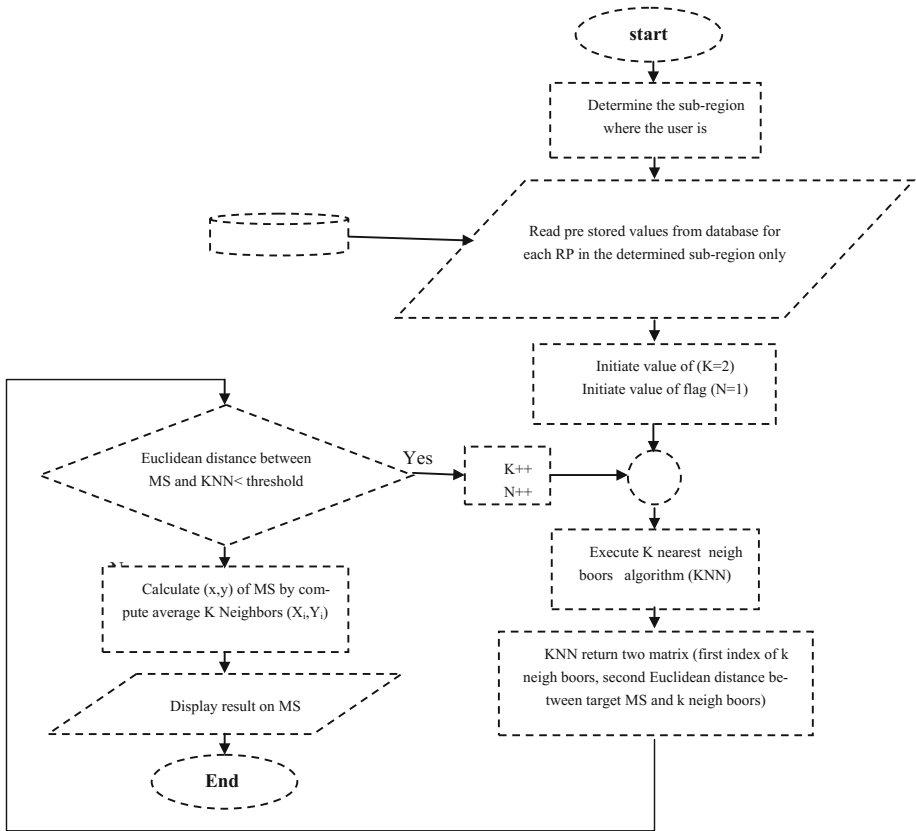 start
Determine the sub-region
where the user is
Read pre stored values from database for
each RP in the determined sub-region only
Initiate value of (K=2)
Initiate value of flag (N=1)
Euclidean distance between
MS and KNN< threshold
Yes
K++
N++
Execute K nearest neigh
boors algorithm (KNN)
KNN return two matrix (first index of k
neigh boors, second Euclidean distance be-
tween target MS and k neigh boors)
Calculate (x,y) of MS by com-
pute average K Neighbors (Xi,Yi)
Display result on MS
End